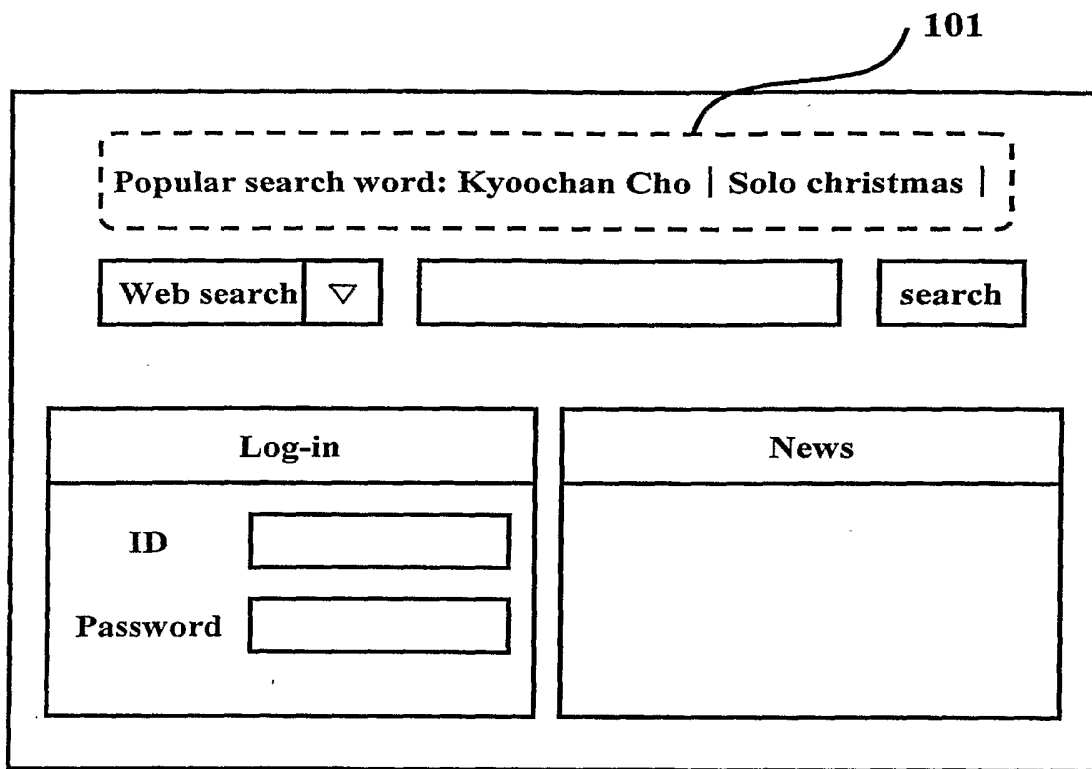 101
Popular search word: Kyoochan Cho | Solo christmas |
Web search ▽ search
Log-in
News
ID
Password